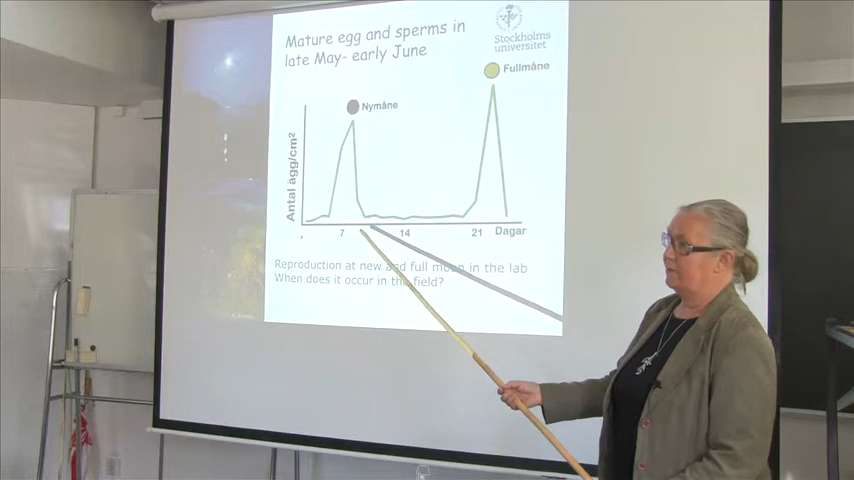 Mature egg and sperms in
late May- early June
Stockholms
universitet
Fullmåne
Nymåne
Antal ägg/cm²
7
14
21
Dagar
Reproduction at new and full moon in the lab
When does it occur in the field?